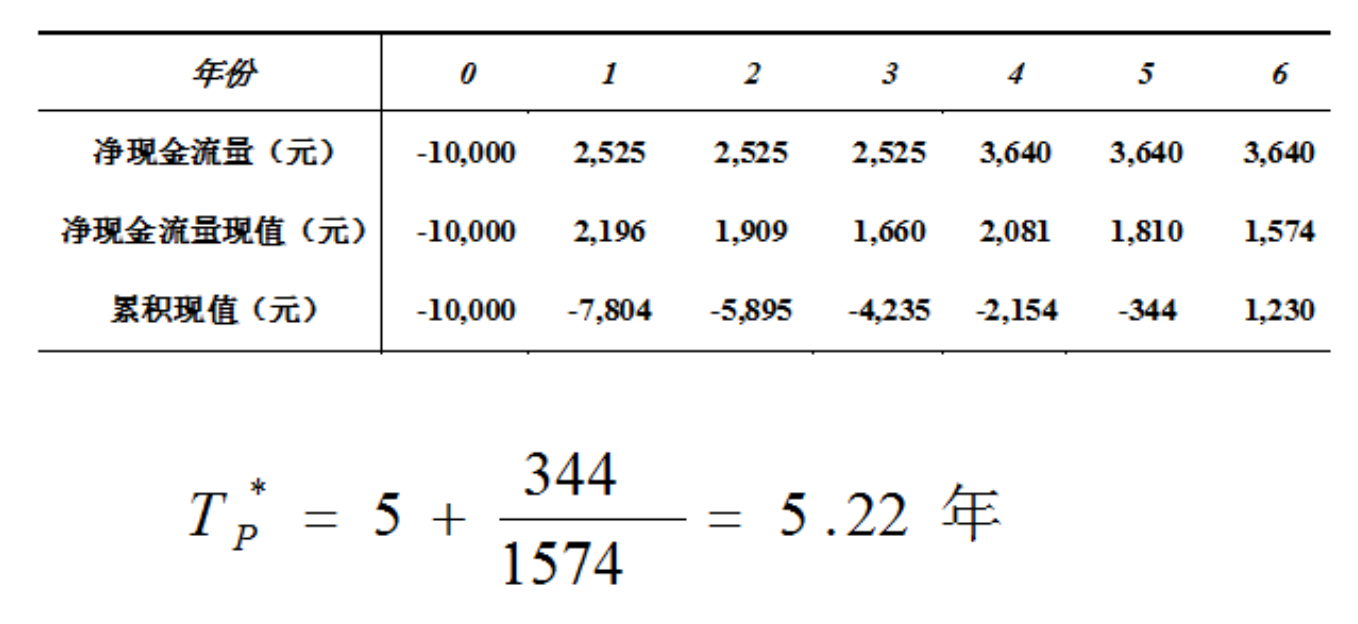 年份 0 1 2 3 4 5 6
净现金流量（元） -10,000 2,525 2,525 2,525 3,640 3,640 3,640
净现金流量现值（元） -10,000 2,196 1,909 1,660 2,081 1,810 1,574
累积现值（元） -10,000 -7,804 -5,895 -4,235 -2,154 -344 1,230
T_P^* = 5 + 344/1574 = 5.22 年